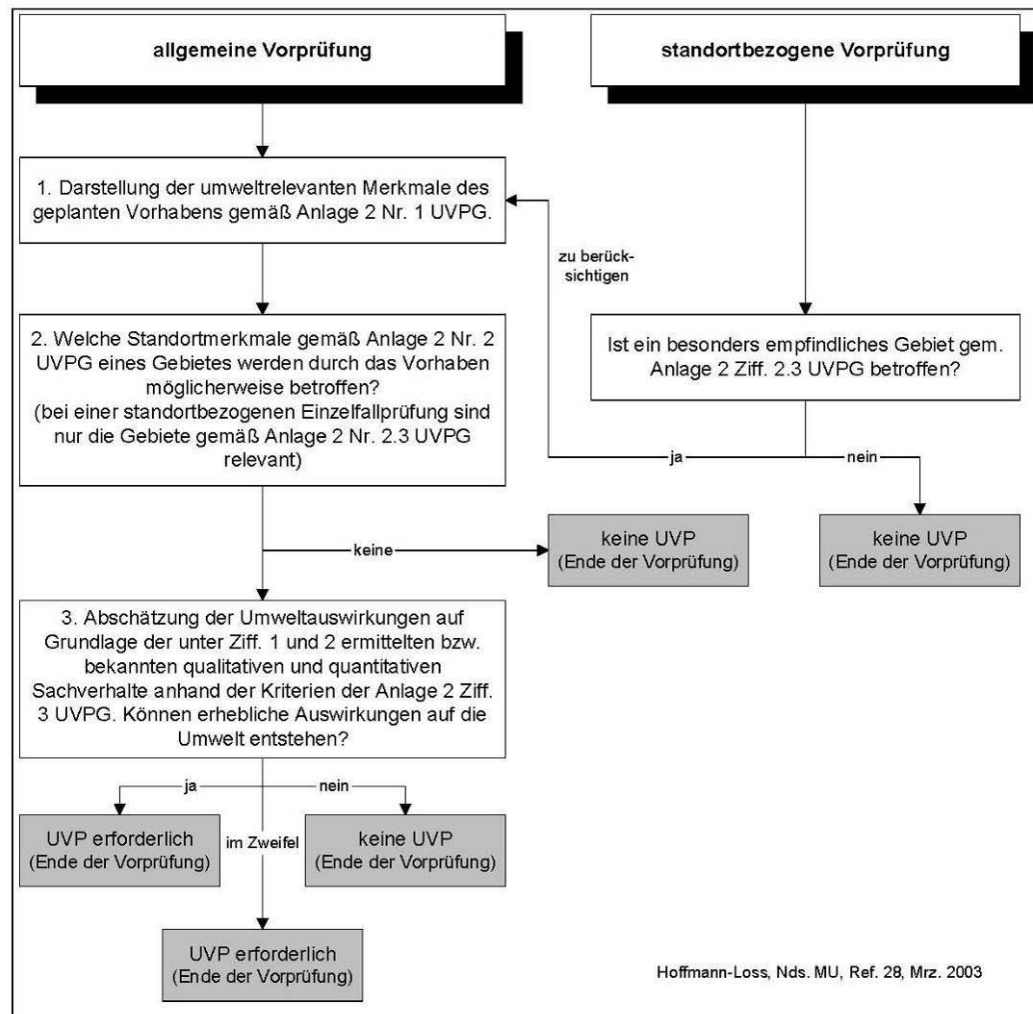 allgemeine Vorprüfung
standortbezogene Vorprüfung
1. Darstellung der umweltrelevanten Merkmale des
geplanten Vorhabens gemäß Anlage 2 Nr. 1 UVPG.
zu berück-
sichtigen
2. Welche Standortmerkmale gemäß Anlage 2 Nr. 2
UVPG eines Gebietes werden durch das Vorhaben
möglicherweise betroffen?
(bei einer standortbezogenen Einzelfallprüfung sind
nur die Gebiete gemäß Anlage 2 Nr. 2.3 UVPG
relevant)
Ist ein besonders empfindliches Gebiet gem.
Anlage 2 Ziff. 2.3 UVPG betroffen?
ja
nein
keine
keine UVP
(Ende der Vorprüfung)
keine UVP
(Ende der Vorprüfung)
3. Abschätzung der Umweltauswirkungen auf
Grundlage der unter Ziff. 1 und 2 ermittelten bzw.
bekannten qualitativen und quantitativen
Sachverhalte anhand der Kriterien der Anlage 2 Ziff.
3 UVPG. Können erhebliche Auswirkungen auf die
Umwelt entstehen?
ja
nein
UVP erforderlich
(Ende der Vorprüfung)
im Zweifel
keine UVP
(Ende der Vorprüfung)
UVP erforderlich
(Ende der Vorprüfung)
Hoffmann-Loss, Nds. MU, Ref. 28, Mrz. 2003